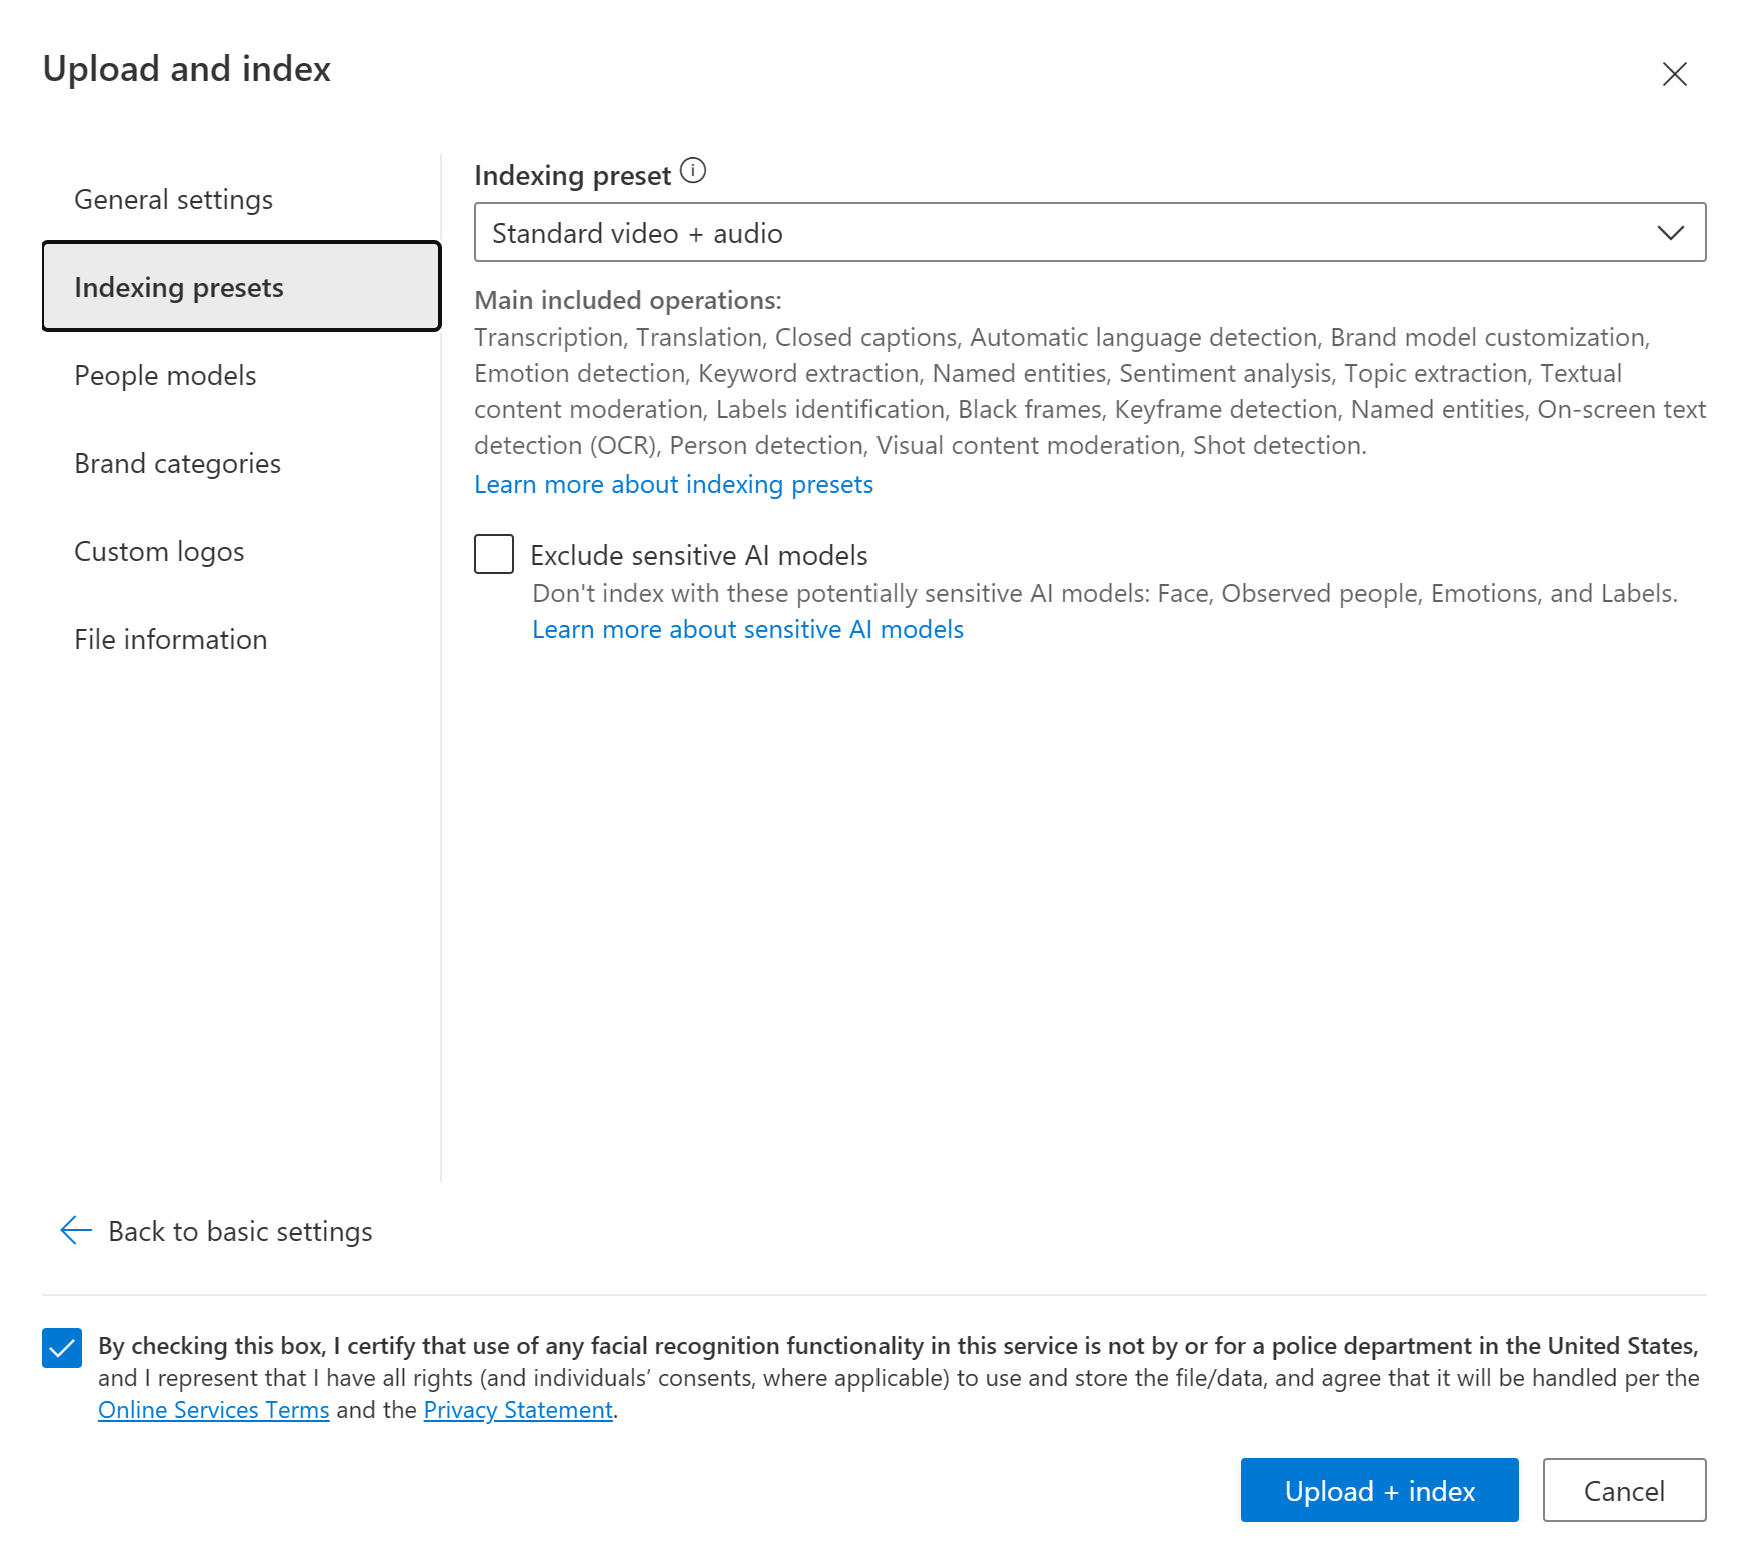 Upload and index
General settings
Indexing presets
People models
Brand categories
Custom logos
File information
Indexing preset
Standard video + audio
Main included operations:
Transcription, Translation, Closed captions, Automatic language detection, Brand model customization,
Emotion detection, Keyword extraction, Named entities, Sentiment analysis, Topic extraction, Textual
content moderation, Labels identification, Black frames, Keyframe detection, Named entities, On-screen text
detection (OCR), Person detection, Visual content moderation, Shot detection.
Learn more about indexing presets
Exclude sensitive AI models
Don't index with these potentially sensitive AI models: Face, Observed people, Emotions, and Labels.
Learn more about sensitive AI models
Back to basic settings
By checking this box, I certify that use of any facial recognition functionality in this service is not by or for a police department in the United States,
and I represent that I have all rights (and individuals’ consents, where applicable) to use and store the file/data, and agree that it will be handled per the
Online Services Terms and the Privacy Statement.
Upload + index
Cancel